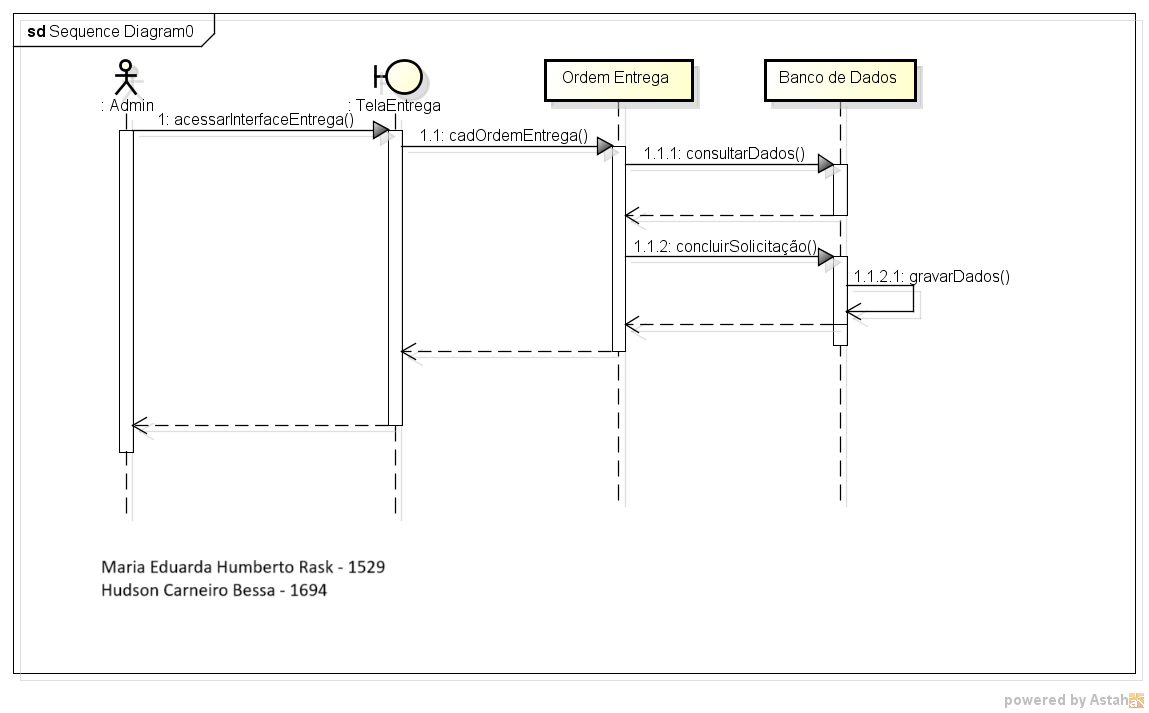 sd Sequence Diagram0
Ordem Entrega
Banco de Dados
: Admin
: TelaEntrega
1: acessarInterfaceEntrega()
1.1: cadOrdemEntrega()
1.1.1: consultarDados()
1.1.2: concluirSolicitação()
1.1.2.1: gravarDados()
Maria Eduarda Humberto Rask - 1529
Hudson Carneiro Bessa - 1694
powered by Astah